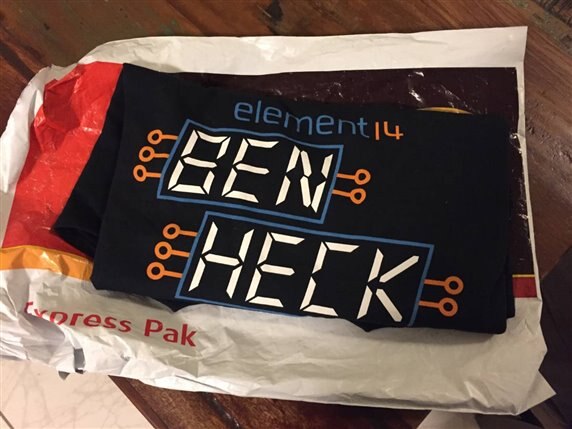 element14
BEN
HECK
Express Pak